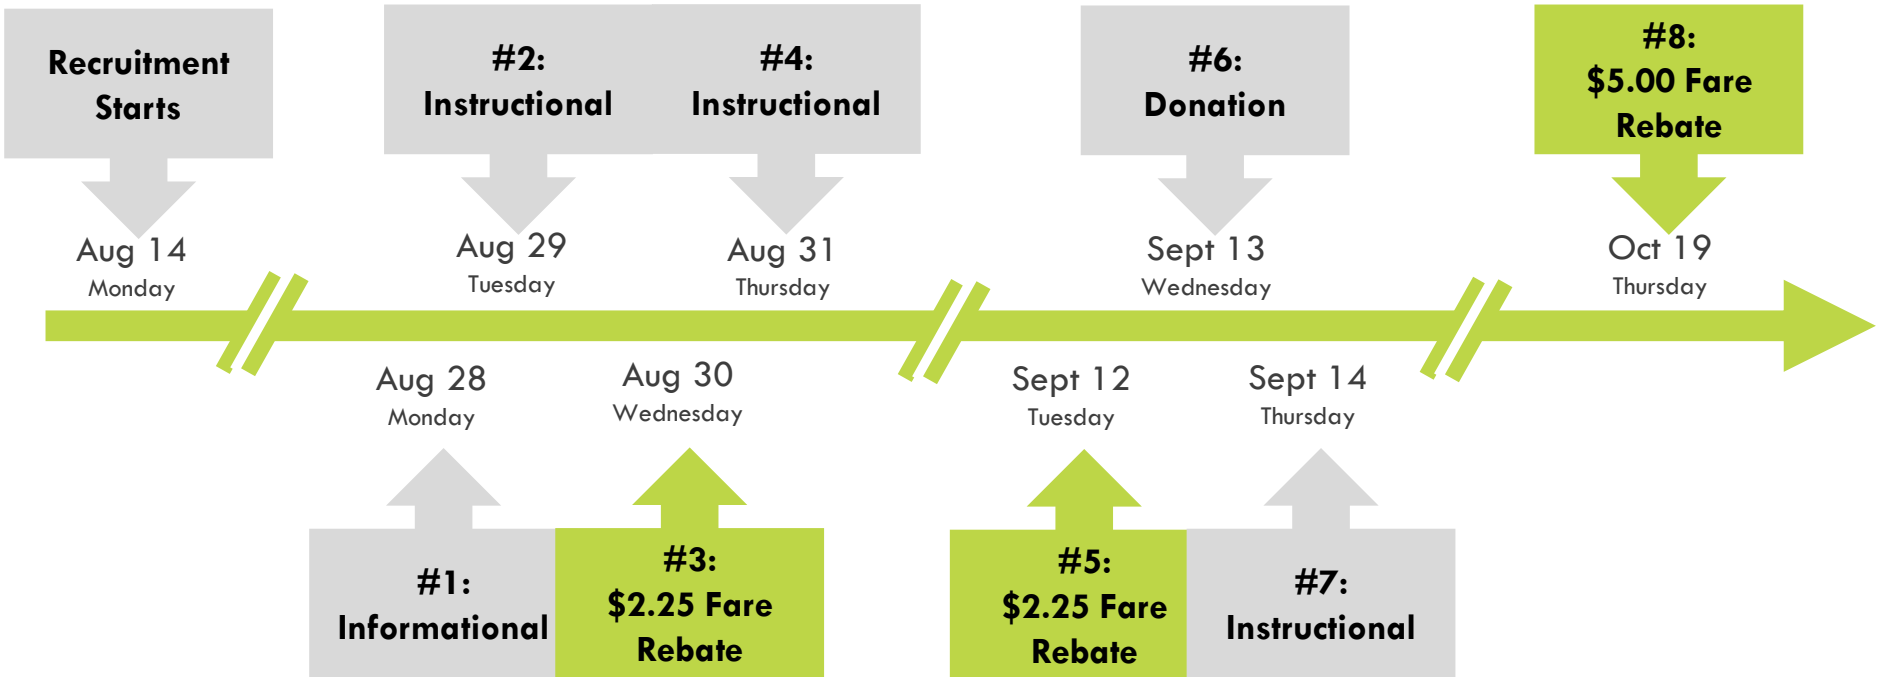 Recruitment
Starts
#2:
Instructional
#4:
Instructional
#6:
Donation
#8:
$5.00 Fare
Rebate
Aug 14
Monday
Aug 29
Tuesday
Aug 31
Thursday
Sept 13
Wednesday
Oct 19
Thursday
Aug 28
Monday
Aug 30
Wednesday
Sept 12
Tuesday
Sept 14
Thursday
#1:
Informational
#3:
$2.25 Fare
Rebate
#5:
$2.25 Fare
Rebate
#7:
Instructional